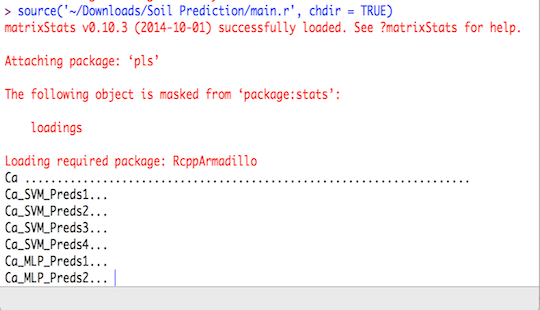 > source('~/Downloads/Soil Prediction/main.r', chdir = TRUE)
matrixStats v0.10.3 (2014-10-01) successfully loaded. See ?matrixStats for help.
Attaching package: ‘pls’
The following object is masked from ‘package:stats’:
loadings
Loading required package: RcppArmadillo
Ca ......................................................................
Ca_SVM_Preds1...
Ca_SVM_Preds2...
Ca_SVM_Preds3...
Ca_SVM_Preds4...
Ca_MLP_Preds1...
Ca_MLP_Preds2...